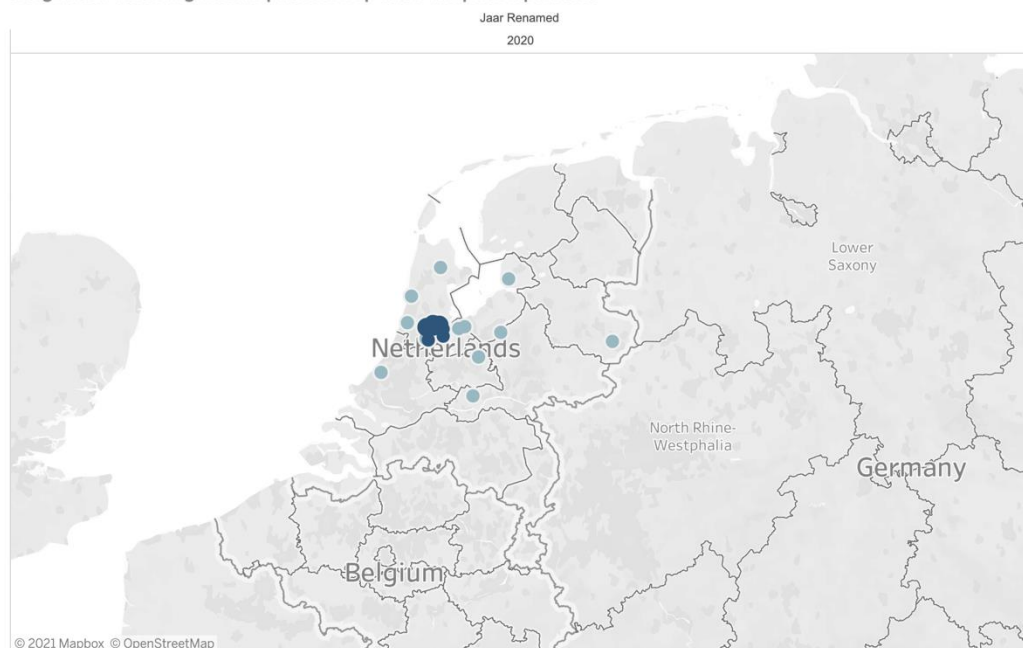 Jaar Renamed
2020
Lower
Saxony
Netherlands
North Rhine-
Westphalia
Germany
Belgium
© 2021 Mapbox © OpenStreetMap